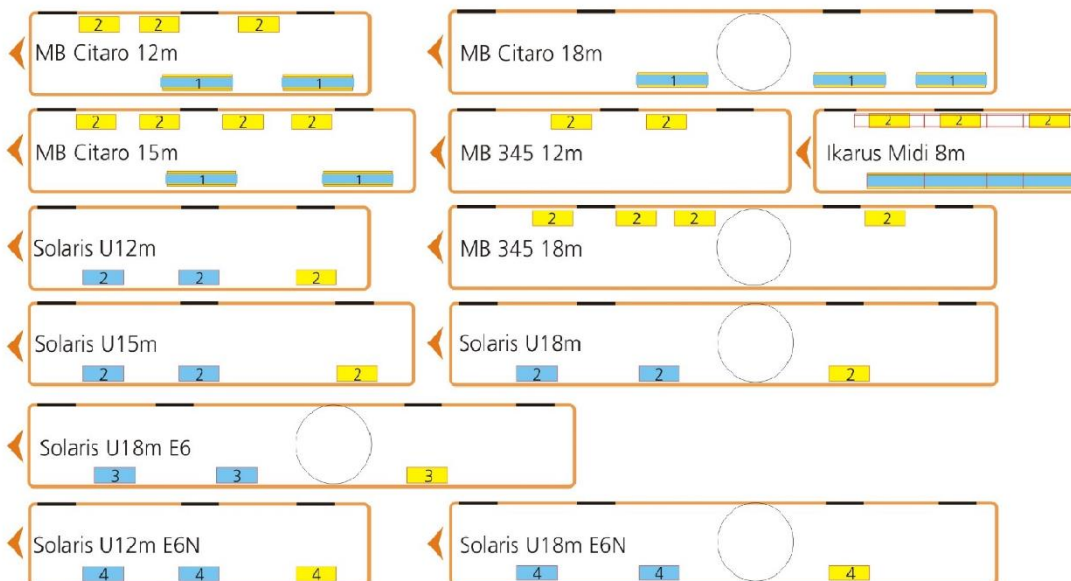 2 2 2
MB Citaro 12m
1 1
MB Citaro 18m
1 1 1
2 2 2 2
MB Citaro 15m
1 1
2 2
MB 345 12m
2 2 2
Ikarus Midi 8m
Solaris U12m
2 2 2
2 2 2 2
MB 345 18m
Solaris U15m
2 2 2
Solaris U18m
2 2 2
Solaris U18m E6
3 3 3
Solaris U12m E6N
4 4 4
Solaris U18m E6N
4 4 4